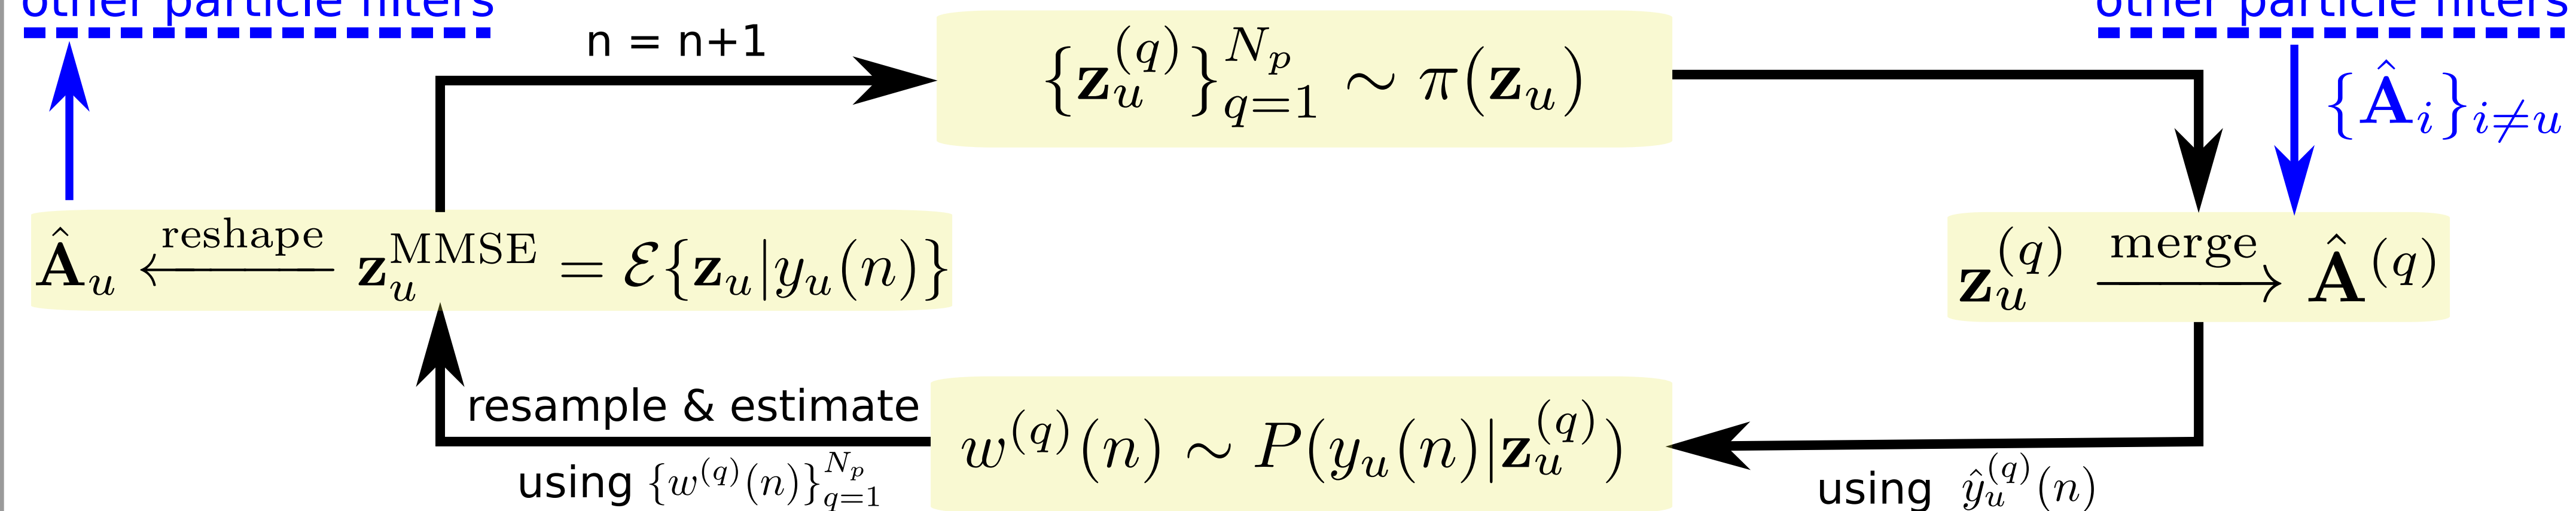 other particle filters
other particle filters
n = n+1
{z_u^(q)}_{q=1}^{N_p} ∼ π(z_u)
{Â_i}_{i≠u}
Â_u ←reshape− z_u^MMSE = ℰ{z_u|y_u(n)}
z_u^(q) −merge→ Â^(q)
resample & estimate
using {w^(q)(n)}_{q=1}^{N_p}
w^(q)(n) ∼ P(y_u(n)|z_u^(q))
using ŷ_u^(q)(n)